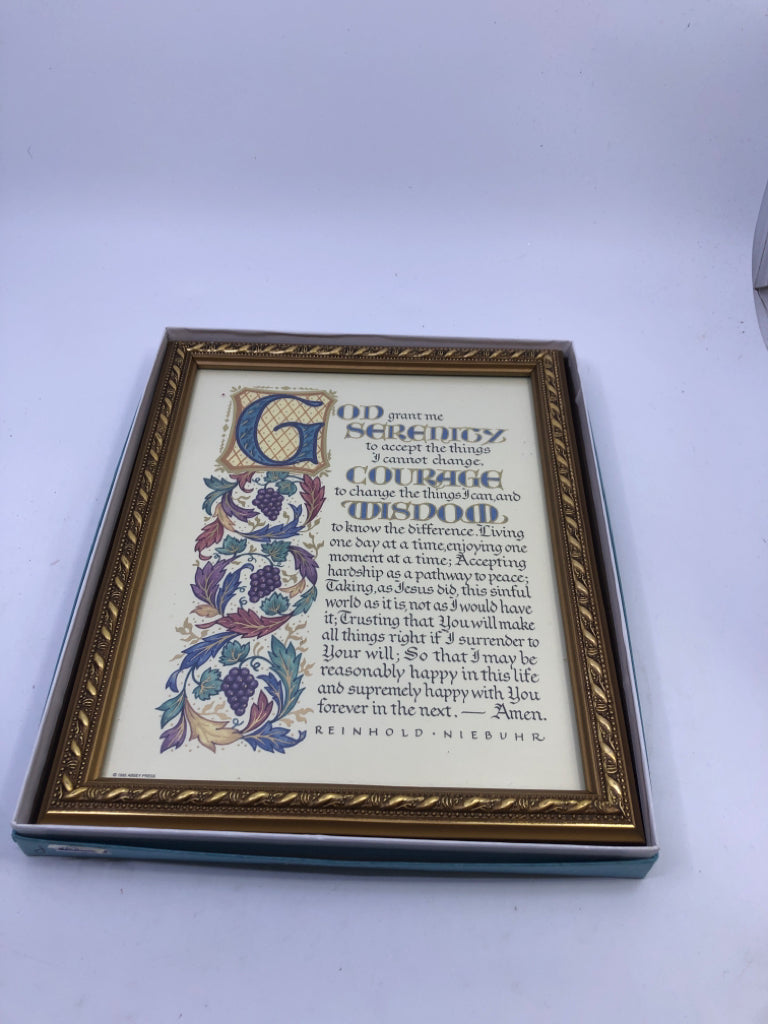 GOD grant me
SERENITY
to accept the things
I cannot change,
COURAGE
to change the things I can, and
WISDOM
to know the difference. Living
one day at a time, enjoying one
moment at a time; Accepting
hardship as a pathway to peace;
Taking, as Jesus did, this sinful
world as it is, not as I would have
it; Trusting that You will make
all things right if I surrender to
Your will; So that I may be
reasonably happy in this life
and supremely happy with You
forever in the next. — Amen.
REINHOLD · NIEBUHR
© ABBEY PRESS